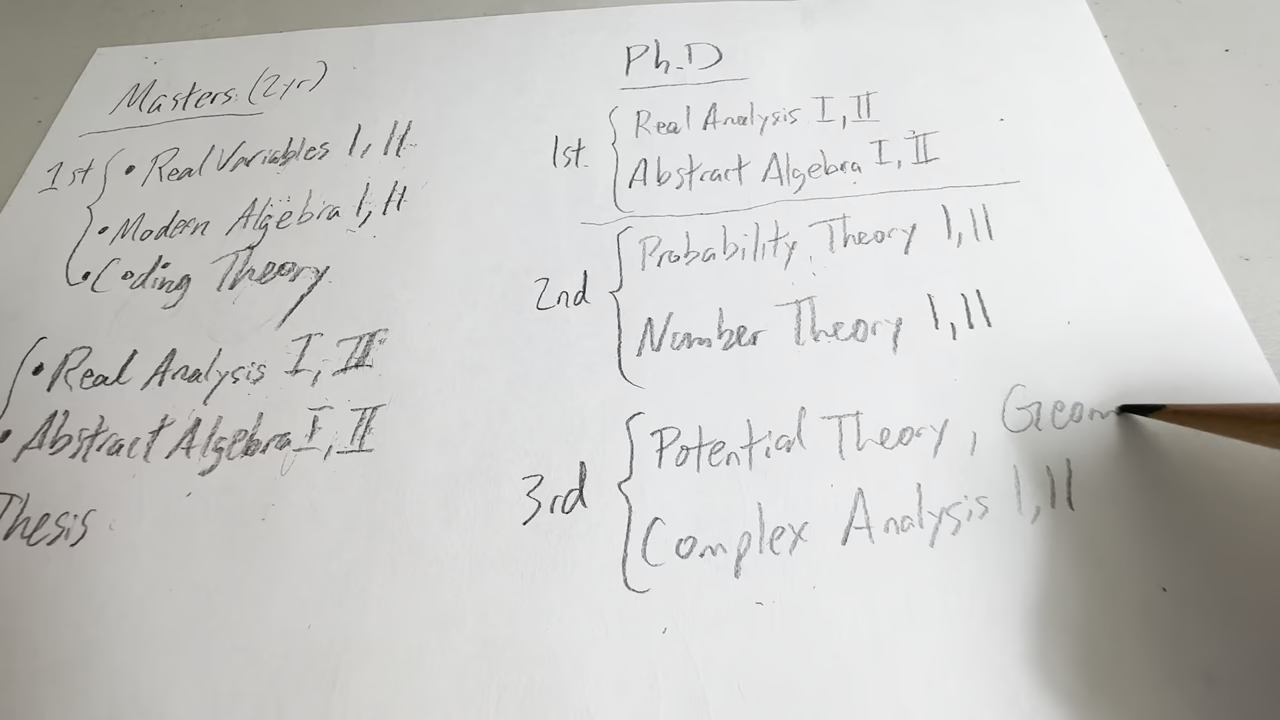 Masters (2yr)
1st
• Real Variables I, II
• Modern Algebra I, II
• Coding Theory
• Real Analysis I, II
• Abstract Algebra I, II
Thesis
Ph.D
1st
Real Analysis I, II
Abstract Algebra I, II
2nd
Probability Theory I, II
Number Theory I, II
3rd
Potential Theory, Geom
Complex Analysis I, II